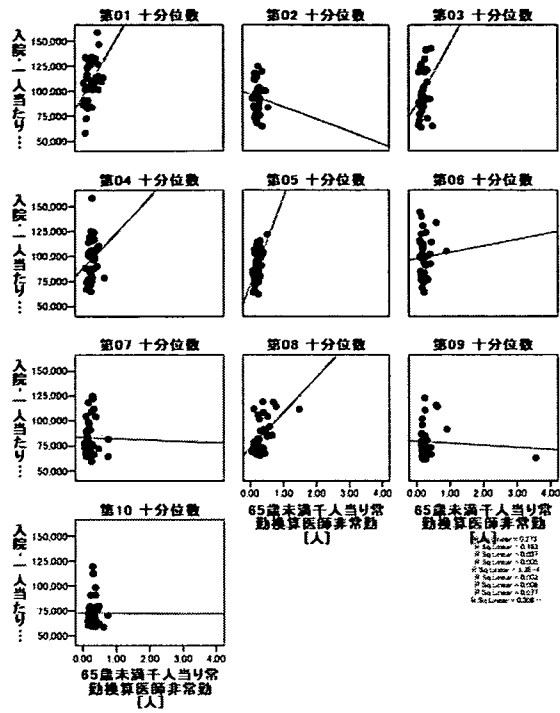 第01 十分位数
第02 十分位数
第03 十分位数
入院・一人当たり…
150,000
125,000
100,000
75,000
50,000
第04 十分位数
第05 十分位数
第06 十分位数
入院・一人当たり…
150,000
125,000
100,000
75,000
50,000
第07 十分位数
第08 十分位数
第09 十分位数
入院・一人当たり…
150,000
125,000
100,000
75,000
50,000
0.00 1.00 2.00 3.00 4.00
0.00 1.00 2.00 3.00 4.00
65歳未満千人当り常
勤換算医師非常勤
[人]
65歳未満千人当り常
勤換算医師非常勤
[人]
第10 十分位数
入院・一人当たり…
150,000
125,000
100,000
75,000
50,000
0.00 1.00 2.00 3.00 4.00
65歳未満千人当り常
勤換算医師非常勤
[人]